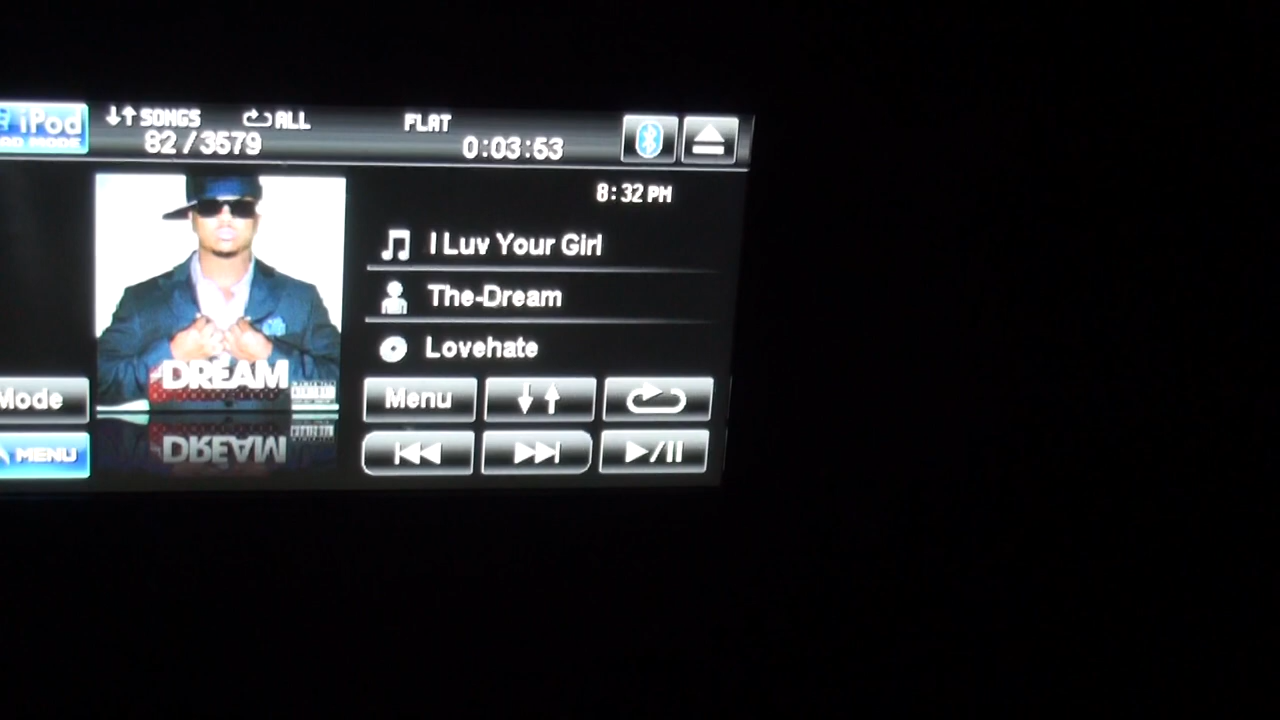 iPod
SONGS ALL FLAT
82/3579 0:03:53
8:32 PM
I Luv Your Girl
The-Dream
Lovehate
DREAM
Mode
Menu
MENU